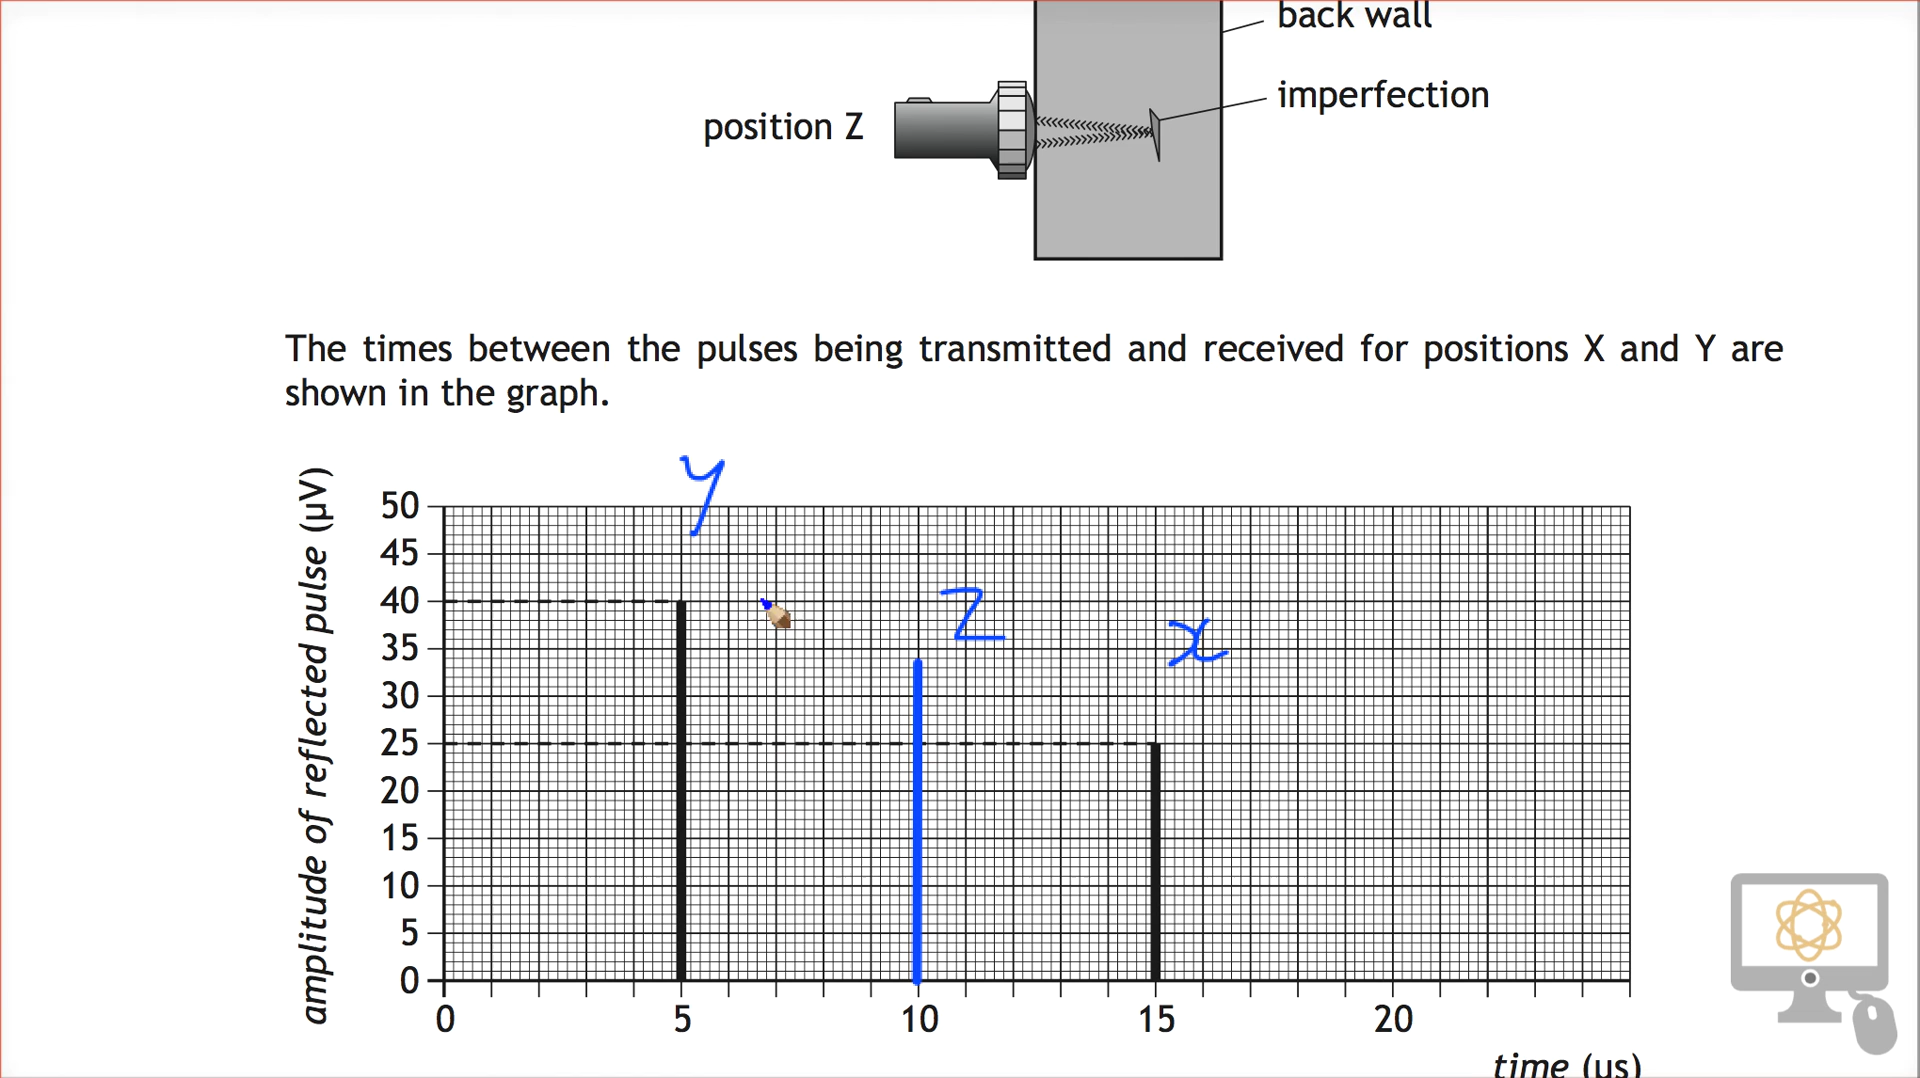 back wall
imperfection
position Z
The times between the pulses being transmitted and received for positions X and Y are
shown in the graph.
y
amplitude of reflected pulse (µV)
50
45
40
35
30
25
20
15
10
5
0
Z
x
0 5 10 15 20
time (µs)